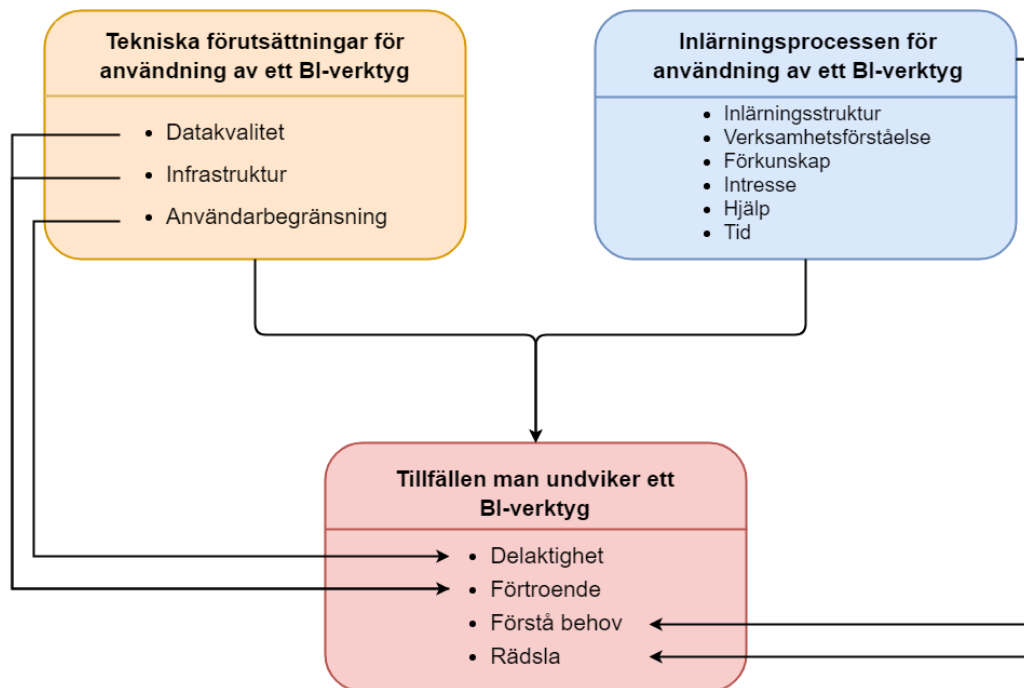 Tekniska förutsättningar för
användning av ett BI-verktyg
• Datakvalitet
• Infrastruktur
• Användarbegränsning
Inlärningsprocessen för
användning av ett BI-verktyg
• Inlärningsstruktur
• Verksamhetsförståelse
• Förkunskap
• Intresse
• Hjälp
• Tid
Tillfällen man undviker ett
BI-verktyg
• Delaktighet
• Förtroende
• Förstå behov
• Rädsla